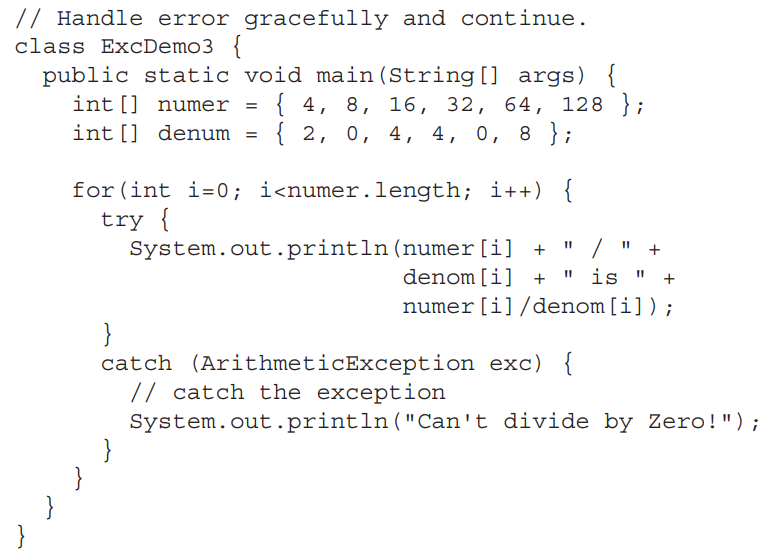 // Handle error gracefully and continue.
class ExcDemo3 {
  public static void main(String[] args) {
    int[] numer = { 4, 8, 16, 32, 64, 128 };
    int[] denum = { 2, 0, 4, 4, 0, 8 };

    for(int i=0; i<numer.length; i++) {
      try {
        System.out.println(numer[i] + " / " +
                           denom[i] + " is " +
                           numer[i]/denom[i]);
      }
      catch (ArithmeticException exc) {
        // catch the exception
        System.out.println("Can't divide by Zero!");
      }
    }
  }
}